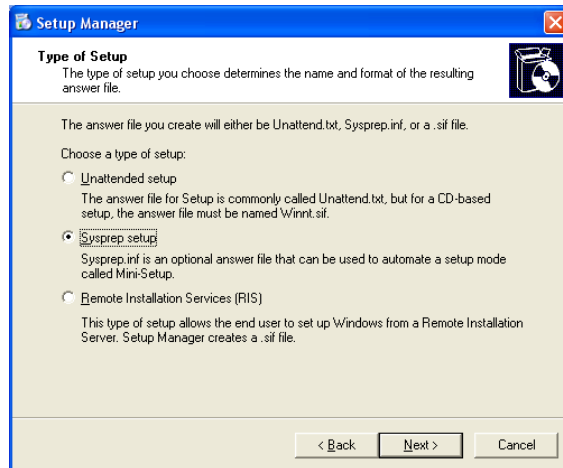 Setup Manager
Type of Setup
The type of setup you choose determines the name and format of the resulting
answer file.
The answer file you create will either be Unattend.txt, Sysprep.inf, or a .sif file.
Choose a type of setup:
Unattended setup
The answer file for Setup is commonly called Unattend.txt, but for a CD-based
setup, the answer file must be named Winnt.sif.
Sysprep setup
Sysprep.inf is an optional answer file that can be used to automate a setup mode
called Mini-Setup.
Remote Installation Services (RIS)
This type of setup allows the end user to set up Windows from a Remote Installation
Server. Setup Manager creates a .sif file.
< Back Next > Cancel